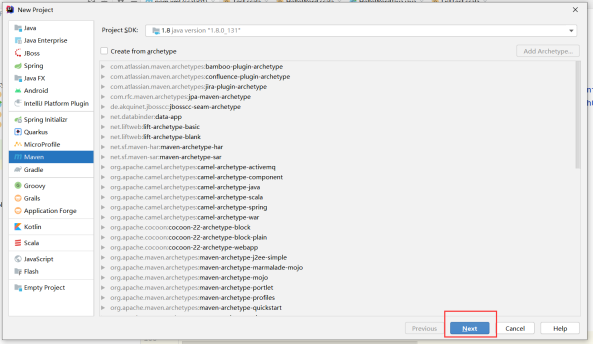 New Project
Java
Java Enterprise
JBoss
Spring
Java FX
Android
IntelliJ Platform Plugin
Spring Initializr
Quarkus
MicroProfile
Maven
Gradle
Groovy
Grails
Application Forge
Kotlin
Scala
JavaScript
Flash
Empty Project
Project SDK: 1.8 java version "1.8.0_131"
Create from archetype
Add Archetype...
com.atlassian.maven.archetypes:bamboo-plugin-archetype
com.atlassian.maven.archetypes:confluence-plugin-archetype
com.atlassian.maven.archetypes:jira-plugin-archetype
com.rfc.maven.archetypes:jpa-maven-archetype
de.akquinet.jbosscc:jbosscc-seam-archetype
net.databinder:data-app
net.liftweb:lift-archetype-basic
net.liftweb:lift-archetype-blank
net.sf.maven-har:maven-archetype-har
net.sf.maven-sar:maven-archetype-sar
org.apache.camel.archetypes:camel-archetype-activemq
org.apache.camel.archetypes:camel-archetype-component
org.apache.camel.archetypes:camel-archetype-java
org.apache.camel.archetypes:camel-archetype-scala
org.apache.camel.archetypes:camel-archetype-spring
org.apache.camel.archetypes:camel-archetype-war
org.apache.cocoon:cocoon-22-archetype-block
org.apache.cocoon:cocoon-22-archetype-block-plain
org.apache.cocoon:cocoon-22-archetype-webapp
org.apache.maven.archetypes:maven-archetype-j2ee-simple
org.apache.maven.archetypes:maven-archetype-marmalade-mojo
org.apache.maven.archetypes:maven-archetype-mojo
org.apache.maven.archetypes:maven-archetype-portlet
org.apache.maven.archetypes:maven-archetype-profiles
org.apache.maven.archetypes:maven-archetype-quickstart
Previous
Next
Cancel
Help